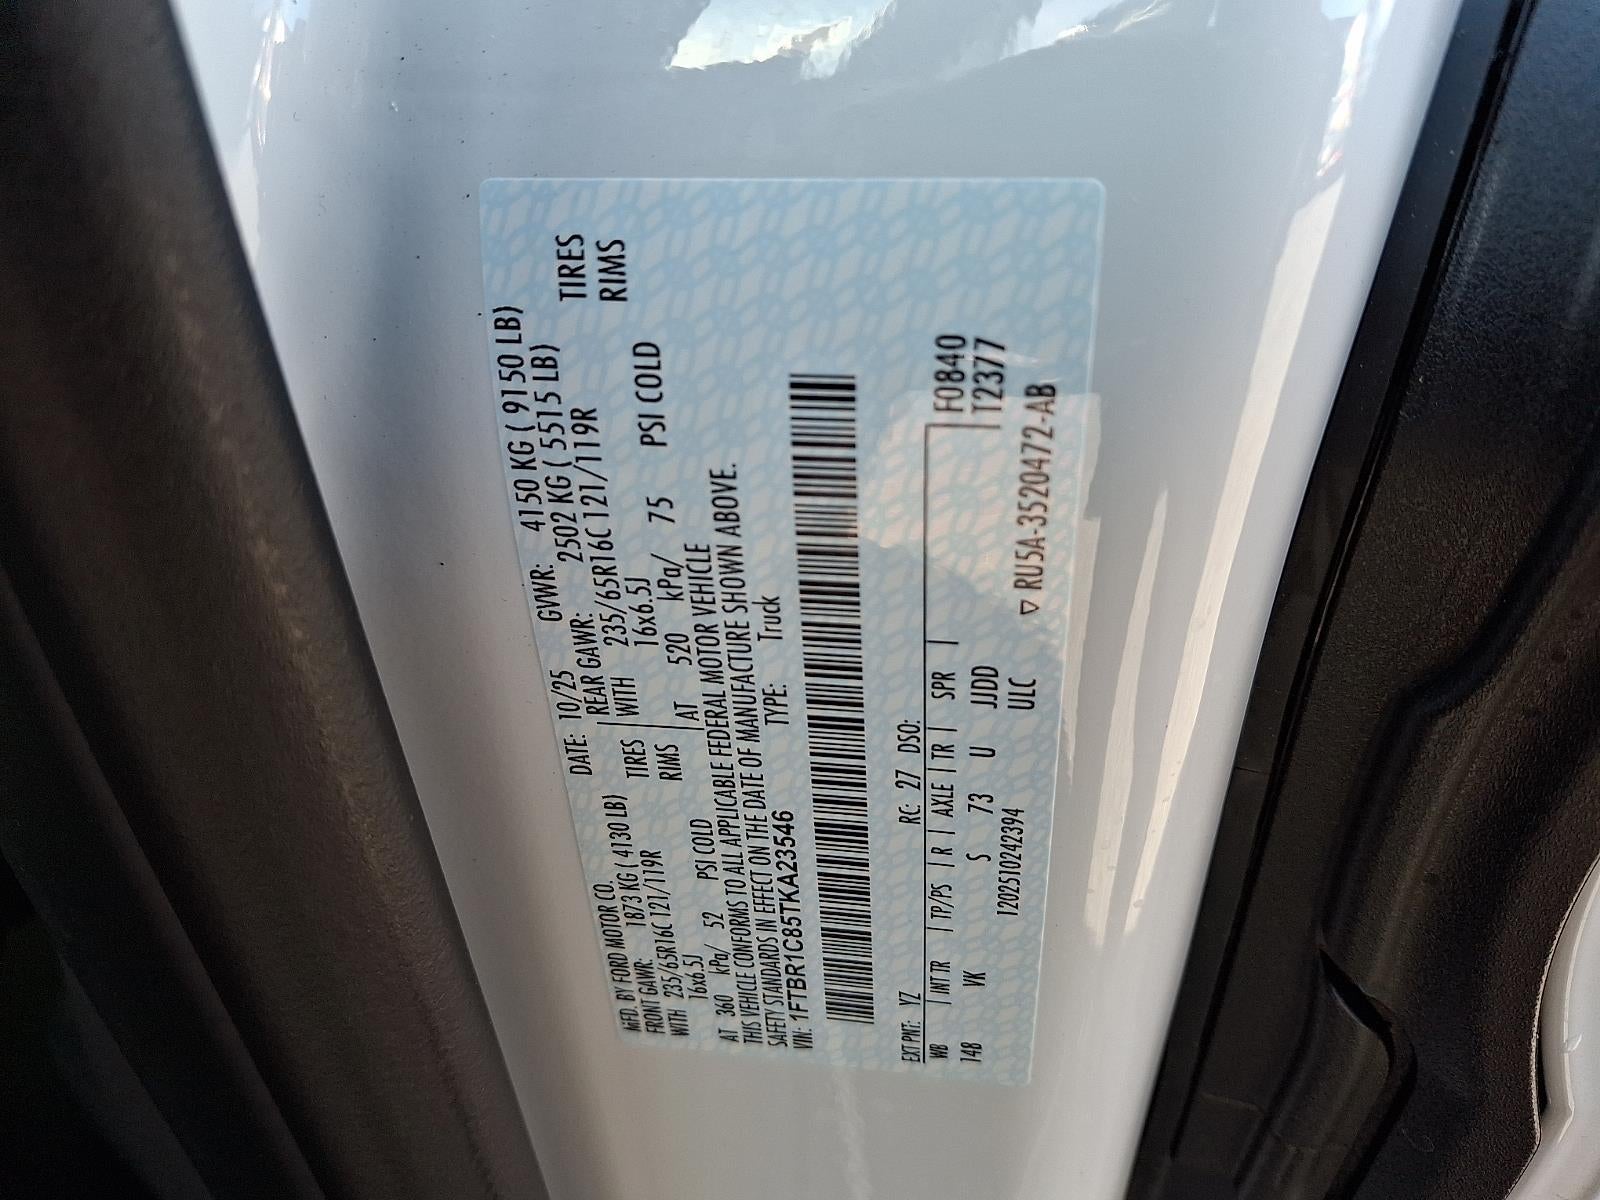 MFD. BY FORD MOTOR CO. DATE: 10/25 GVWR: 4150 KG ( 9150 LB)
FRONT GAWR: 1873 KG ( 4130 LB) REAR GAWR: 2502 KG ( 5515 LB)
WITH 235/65R16C 121/119R TIRES WITH 235/65R16C 121/119R TIRES
16x6.5J RIMS 16x6.5J RIMS
AT 360 kPa/ 52 PSI COLD AT 520 kPa/ 75 PSI COLD
THIS VEHICLE CONFORMS TO ALL APPLICABLE FEDERAL MOTOR VEHICLE
SAFETY STANDARDS IN EFFECT ON THE DATE OF MANUFACTURE SHOWN ABOVE.
VIN: 1FTBR1C85TKA23546 TYPE: Truck
EXT PNT: YZ RC: 27 DSO:
WB INT TR TP/PS R AXLE TR SPR F0840
148 VK S 73 U JJDD T2377
1202510242394 ULC ▽RU5A-3520472-AB